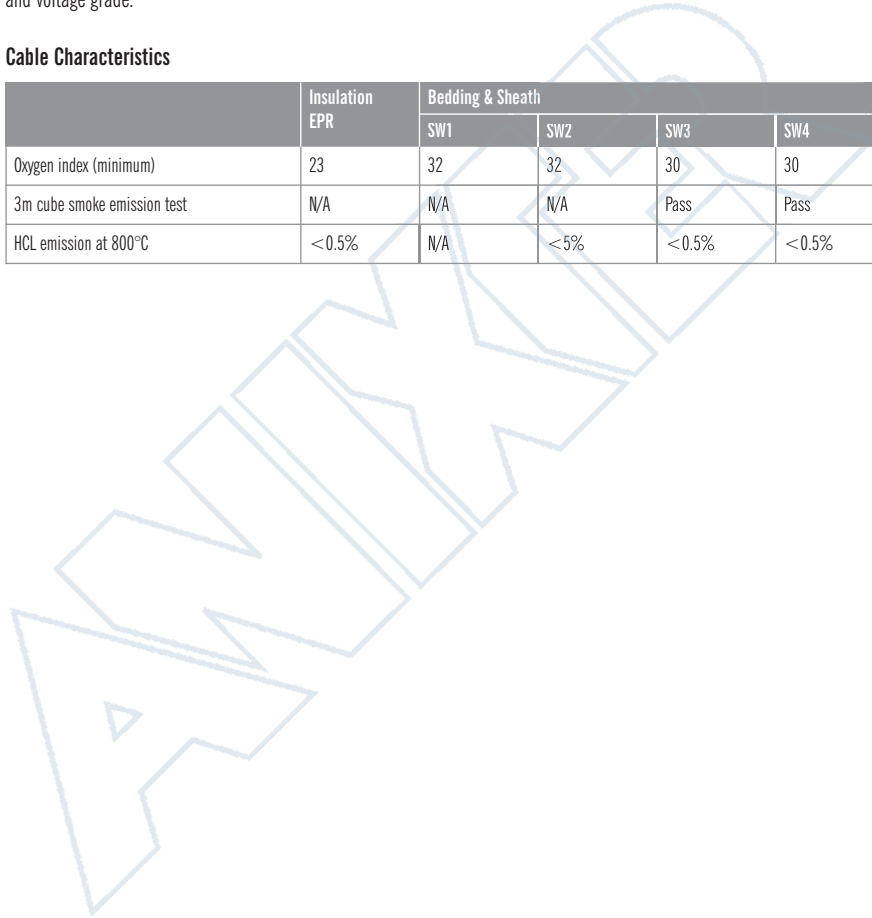 and voltage grade.
Cable Characteristics
Insulation EPR Bedding & Sheath
SW1 SW2 SW3 SW4
Oxygen index (minimum) 23 32 32 30 30
3m cube smoke emission test N/A N/A N/A Pass Pass
HCL emission at 800°C <0.5% N/A <5% <0.5% <0.5%
ANIXTER